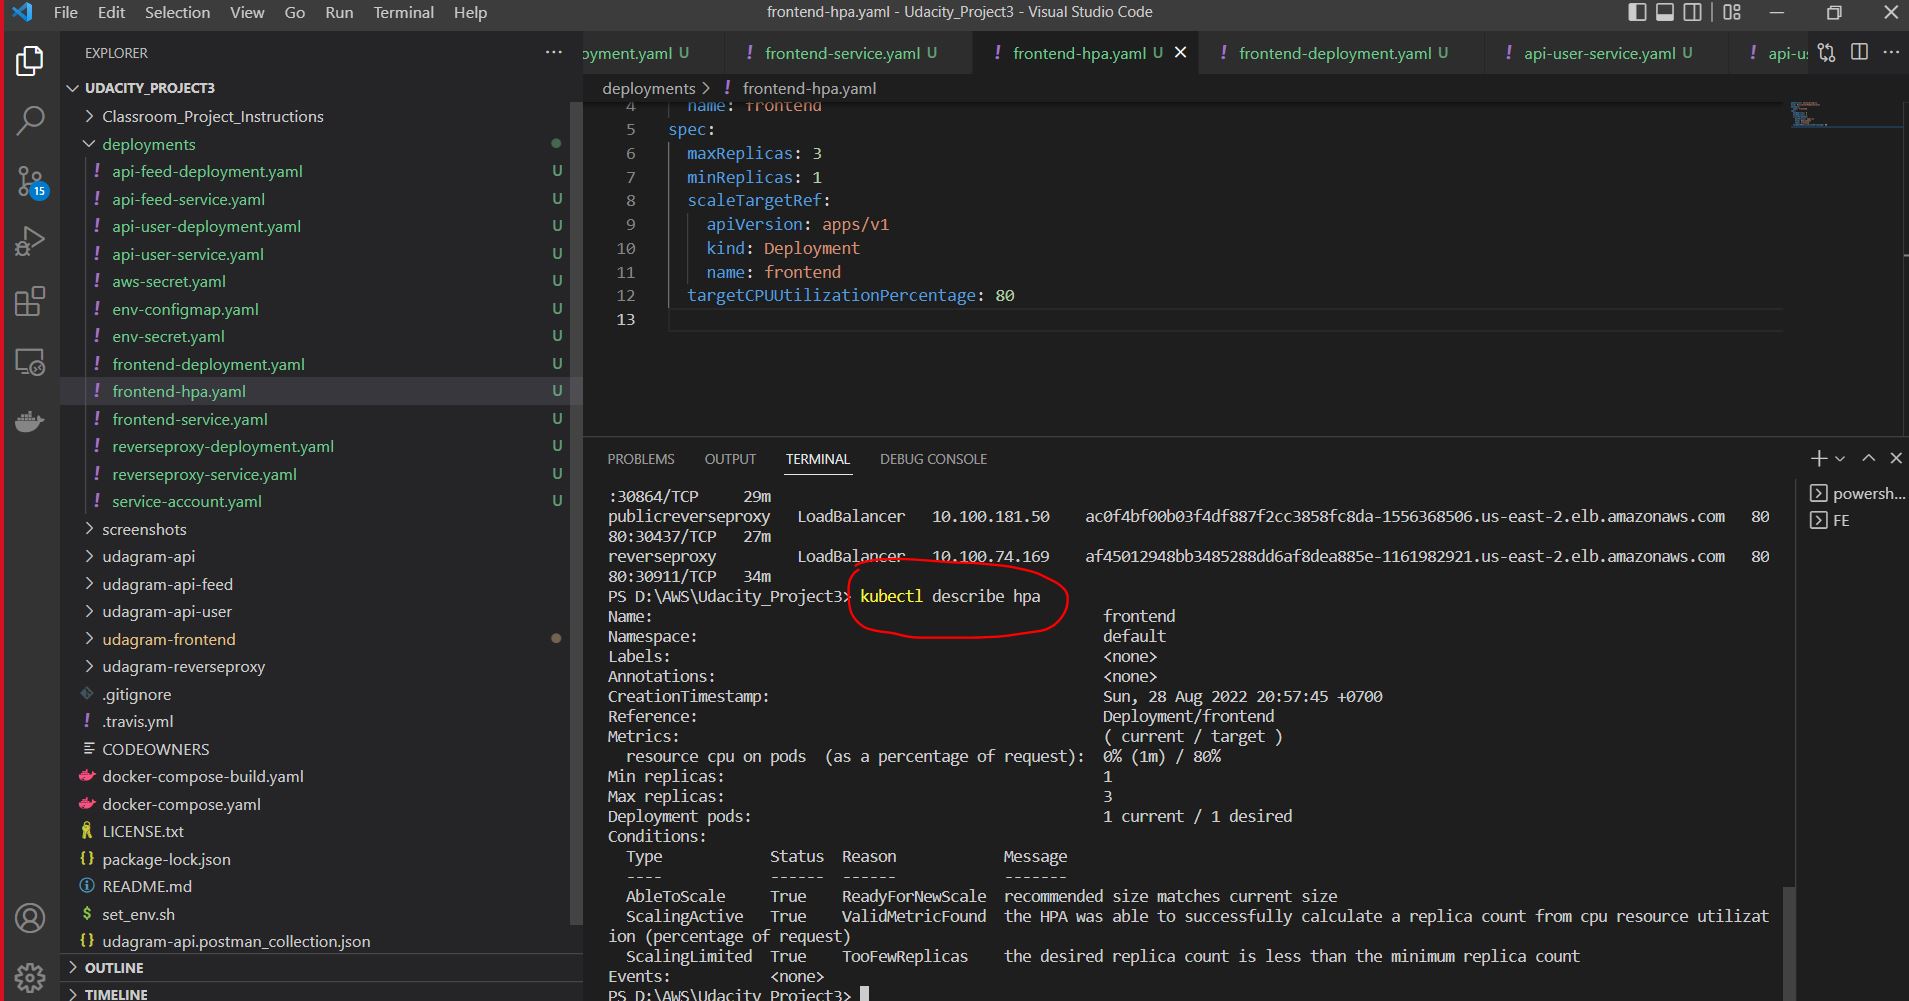 File Edit Selection View Go Run Terminal Help
frontend-hpa.yaml - Udacity_Project3 - Visual Studio Code
EXPLORER
UDACITY_PROJECT3
Classroom_Project_Instructions
deployments
! api-feed-deployment.yaml U
! api-feed-service.yaml U
! api-user-deployment.yaml U
! api-user-service.yaml U
! aws-secret.yaml U
! env-configmap.yaml U
! env-secret.yaml U
! frontend-deployment.yaml U
! frontend-hpa.yaml U
! frontend-service.yaml U
! reverseproxy-deployment.yaml U
! reverseproxy-service.yaml U
! service-account.yaml U
screenshots
udagram-api
udagram-api-feed
udagram-api-user
udagram-frontend
udagram-reverseproxy
.gitignore
! .travis.yml
CODEOWNERS
docker-compose-build.yaml
docker-compose.yaml
LICENSE.txt
{} package-lock.json
README.md
$ set_env.sh
{} udagram-api.postman_collection.json
OUTLINE
TIMELINE
15
oyment.yaml U ! frontend-service.yaml U ! frontend-hpa.yaml U ! frontend-deployment.yaml U ! api-user-service.yaml U ! api-u
deployments > ! frontend-hpa.yaml
4 name: frontend
5 spec:
6 maxReplicas: 3
7 minReplicas: 1
8 scaleTargetRef:
9 apiVersion: apps/v1
10 kind: Deployment
11 name: frontend
12 targetCPUUtilizationPercentage: 80
13
PROBLEMS OUTPUT TERMINAL DEBUG CONSOLE
:30864/TCP 29m
publicreverseproxy LoadBalancer 10.100.181.50 ac0f4bf00b03f4df887f2cc3858fc8da-1556368506.us-east-2.elb.amazonaws.com 80
80:30437/TCP 27m
reverseproxy LoadBalancer 10.100.74.169 af45012948bb3485288dd6af8dea885e-1161982921.us-east-2.elb.amazonaws.com 80
80:30911/TCP 34m
PS D:\AWS\Udacity_Project3> kubectl describe hpa
Name: frontend
Namespace: default
Labels: <none>
Annotations: <none>
CreationTimestamp: Sun, 28 Aug 2022 20:57:45 +0700
Reference: Deployment/frontend
Metrics: ( current / target )
resource cpu on pods (as a percentage of request): 0% (1m) / 80%
Min replicas: 1
Max replicas: 3
Deployment pods: 1 current / 1 desired
Conditions:
Type Status Reason Message
---- ------ ------ -------
AbleToScale True ReadyForNewScale recommended size matches current size
ScalingActive True ValidMetricFound the HPA was able to successfully calculate a replica count from cpu resource utilizat
ion (percentage of request)
ScalingLimited True TooFewReplicas the desired replica count is less than the minimum replica count
Events: <none>
PS D:\AWS\Udacity_Project3>
powersh...
FE